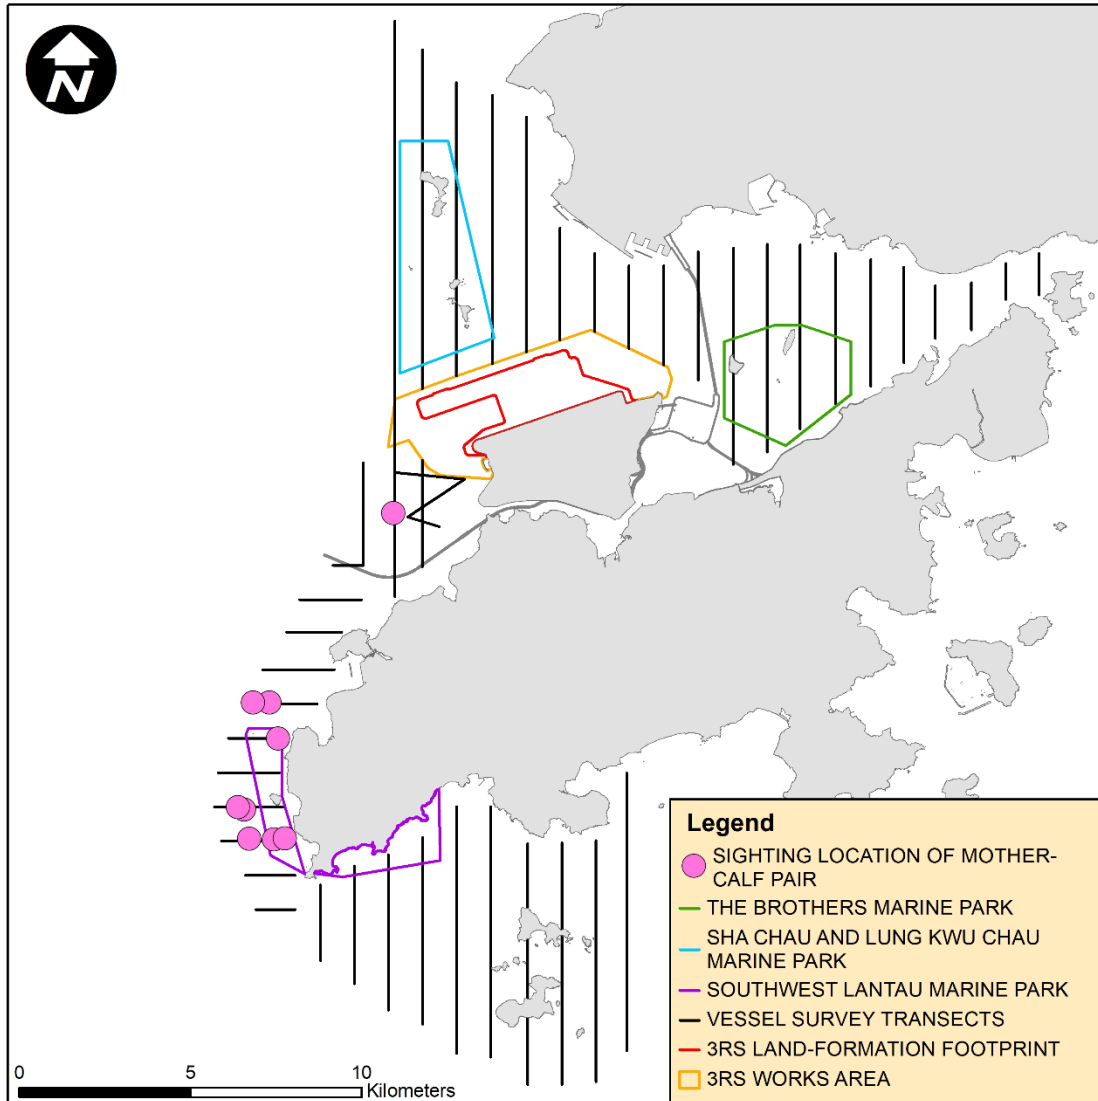 N
Legend
SIGHTING LOCATION OF MOTHER-
CALF PAIR
THE BROTHERS MARINE PARK
SHA CHAU AND LUNG KWU CHAU
MARINE PARK
SOUTHWEST LANTAU MARINE PARK
VESSEL SURVEY TRANSECTS
3RS LAND-FORMATION FOOTPRINT
3RS WORKS AREA
0 5 10
Kilometers